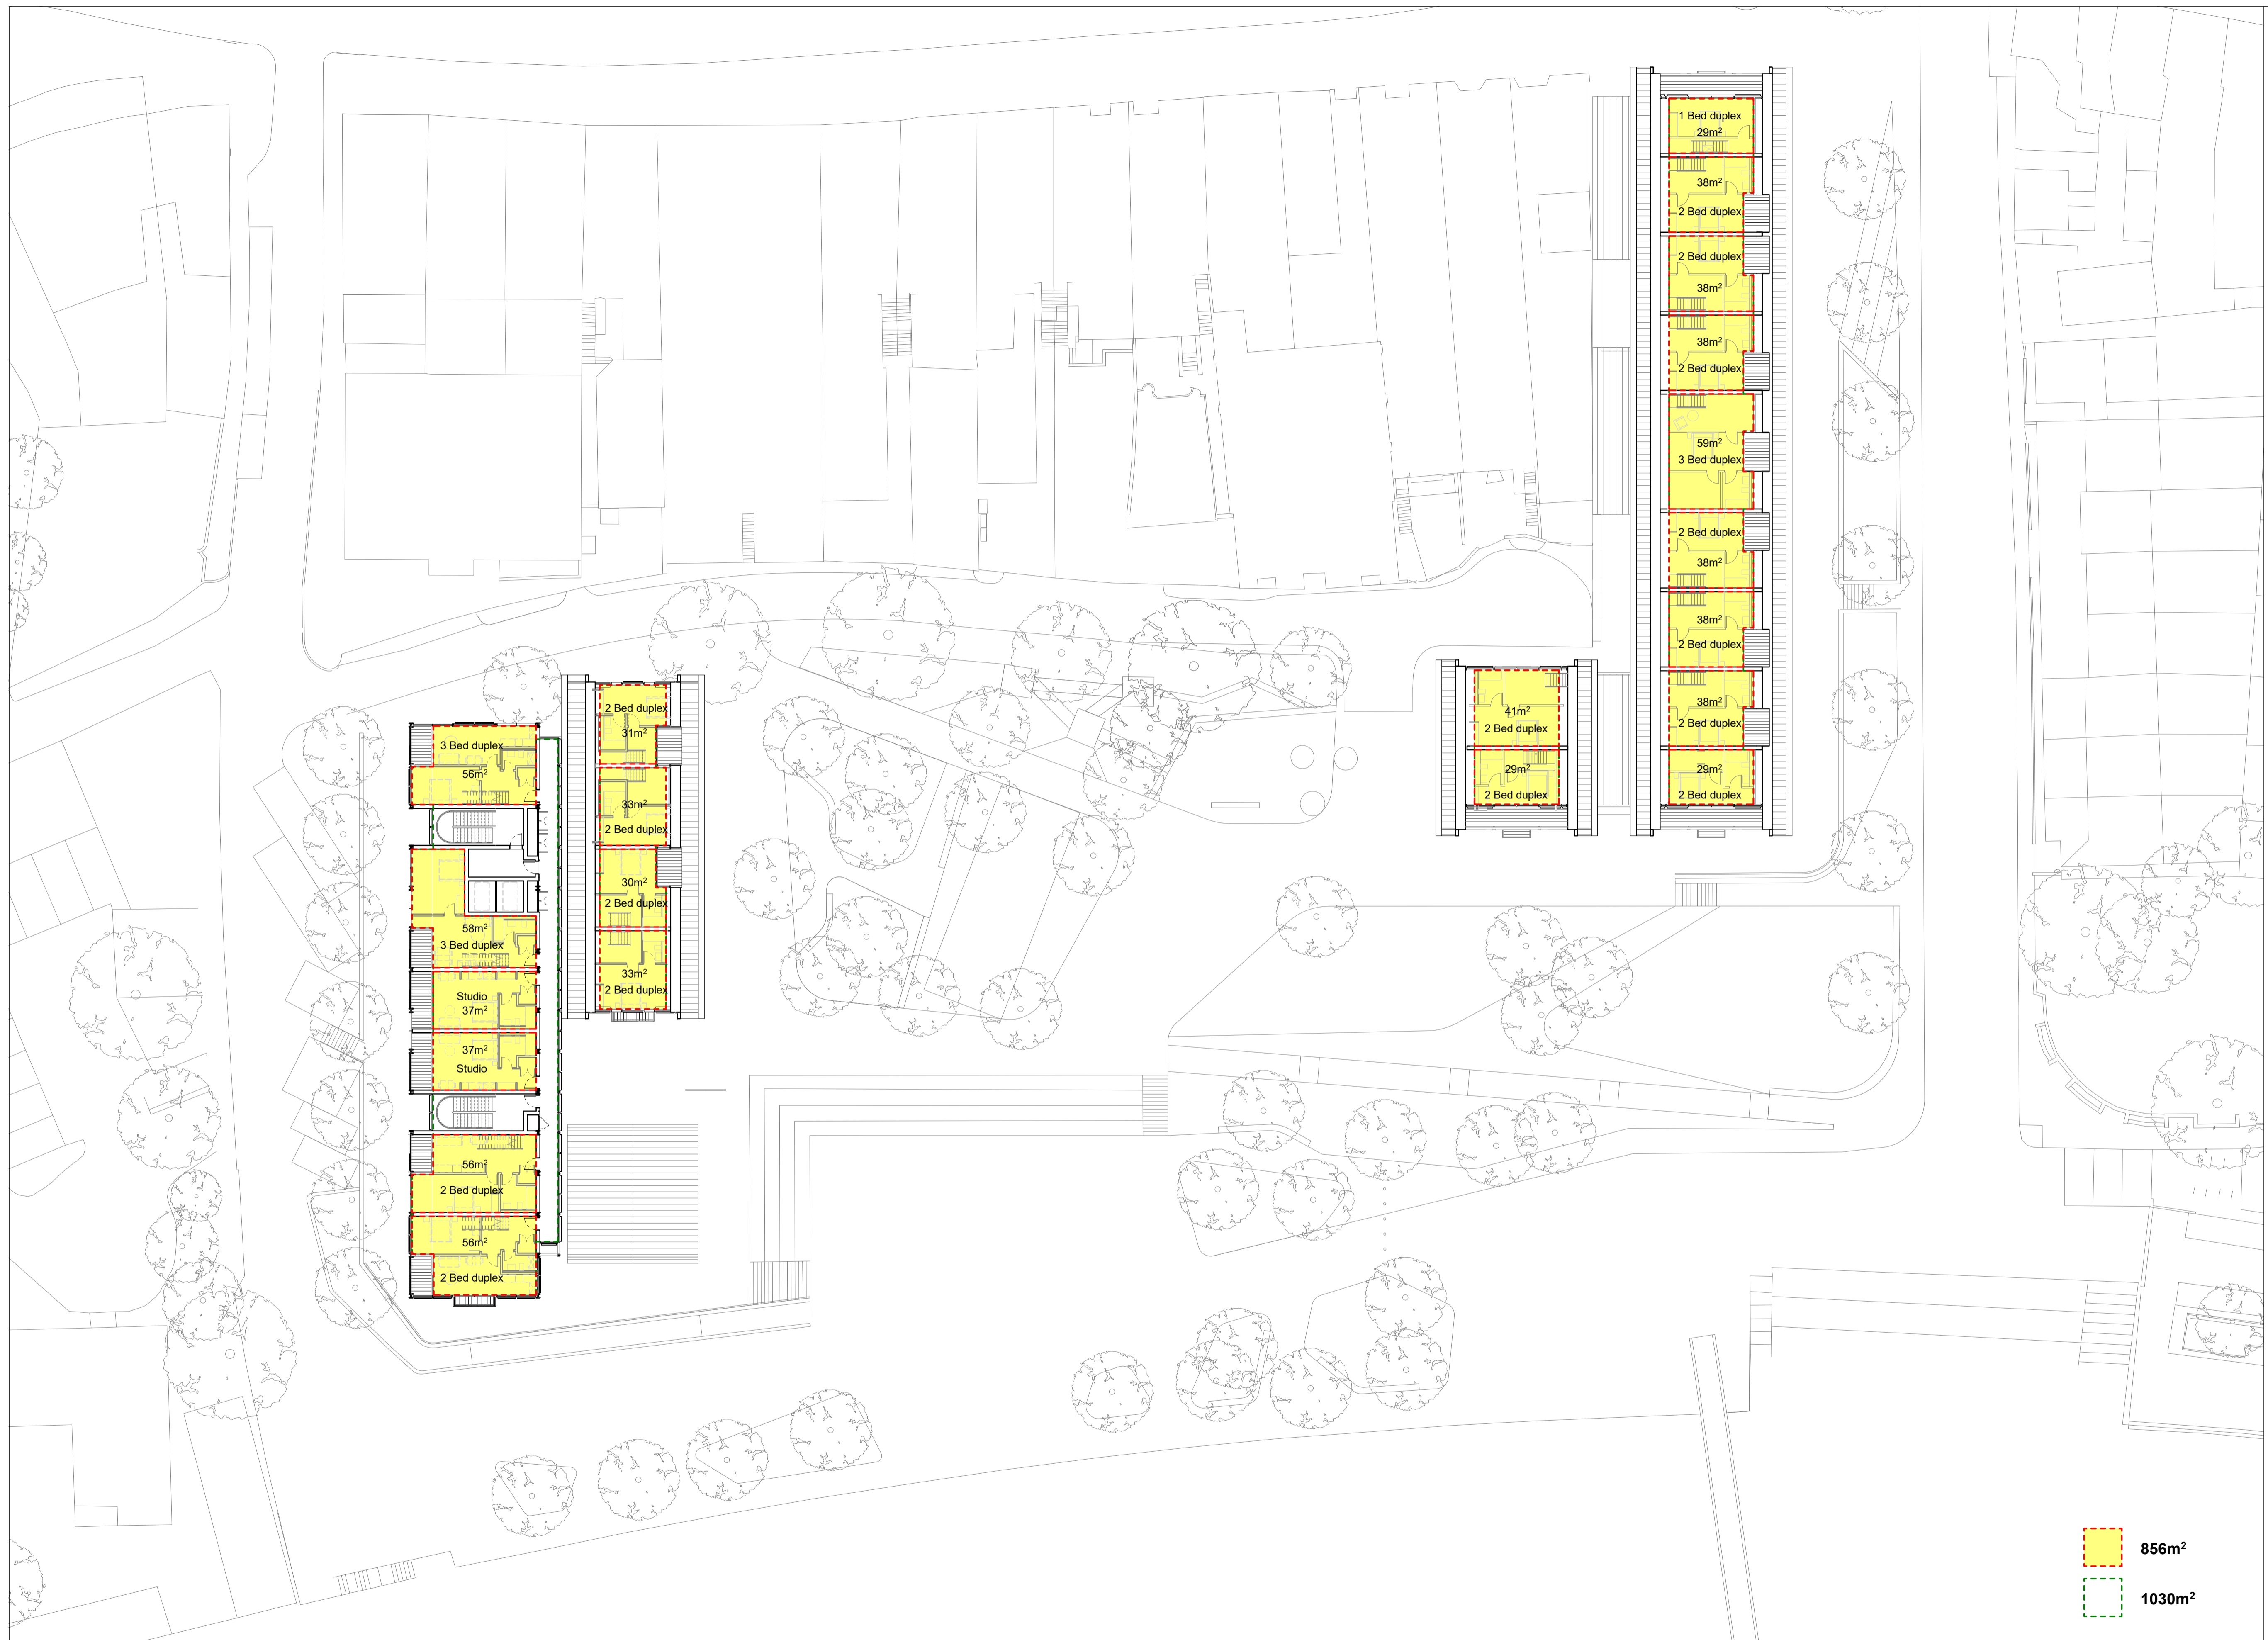 3 Bed duplex
56m²
58m²
3 Bed duplex
Studio
37m²
37m²
Studio
56m²
2 Bed duplex
56m²
2 Bed duplex
2 Bed duplex
31m²
33m²
2 Bed duplex
30m²
2 Bed duplex
33m²
2 Bed duplex
41m²
2 Bed duplex
29m²
2 Bed duplex
1 Bed duplex
29m²
38m²
2 Bed duplex
2 Bed duplex
38m²
38m²
2 Bed duplex
59m²
3 Bed duplex
2 Bed duplex
38m²
38m²
2 Bed duplex
38m²
2 Bed duplex
29m²
2 Bed duplex
856m²
1030m²